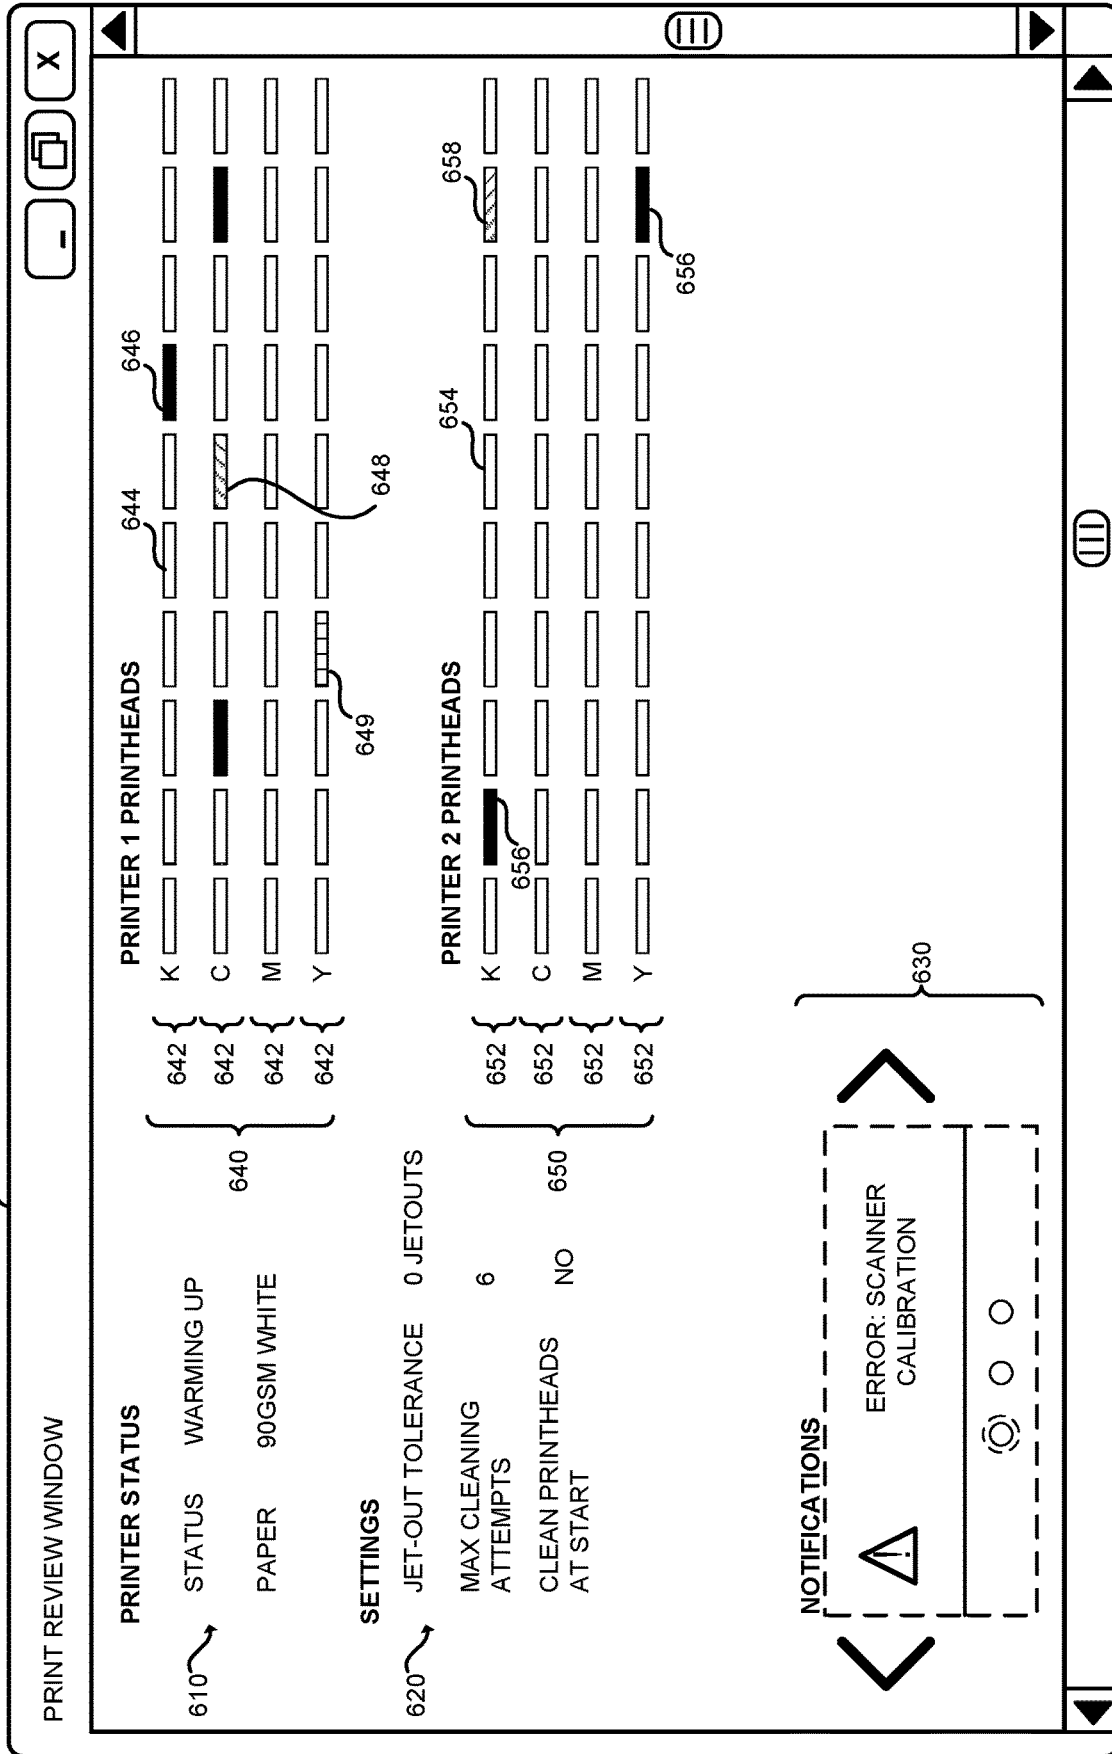 PRINT REVIEW WINDOW
-
X
PRINTER STATUS
610
STATUS WARMING UP
PAPER 90GSM WHITE
SETTINGS
620
JET-OUT TOLERANCE 0 JETOUTS
MAX CLEANING
ATTEMPTS
6
CLEAN PRINTHEADS
AT START
NO
640
PRINTER 1 PRINTHEADS
644
646
642 K
642 C
642 M
642 Y
648
649
650
PRINTER 2 PRINTHEADS
654
658
652 K
656
652 C
652 M
652 Y
656
NOTIFICATIONS
!
ERROR: SCANNER
CALIBRATION
630